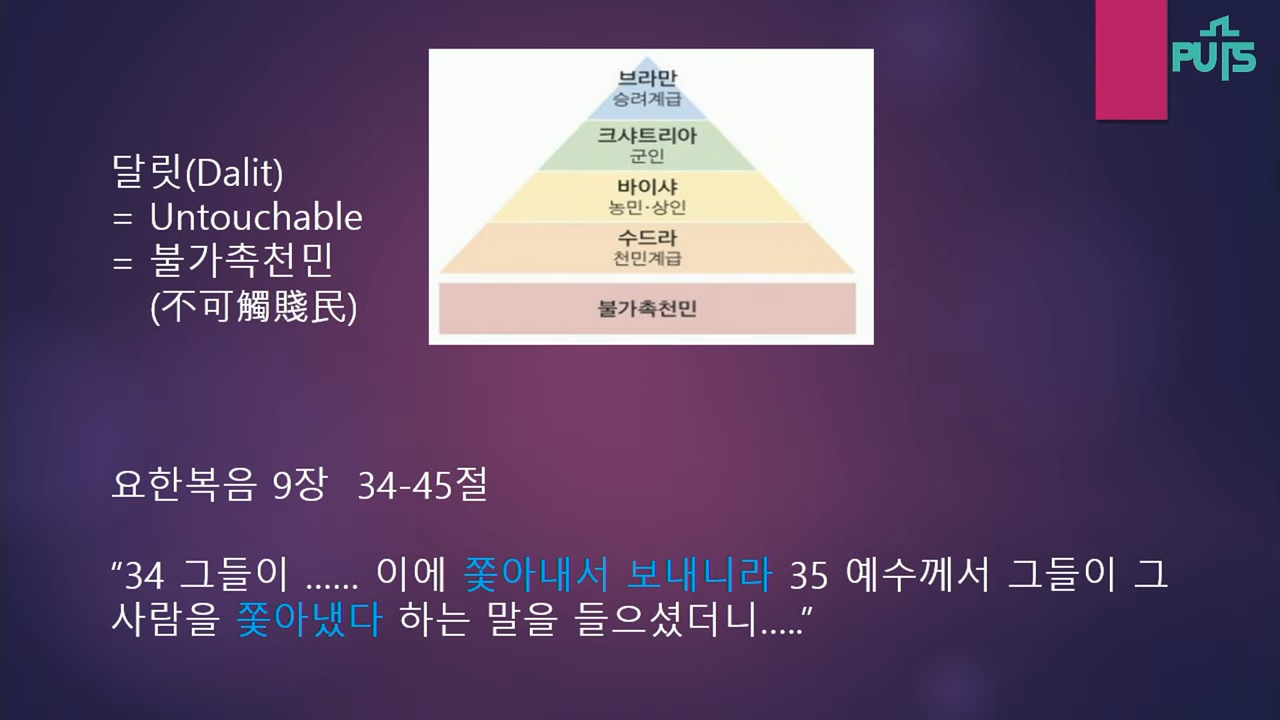 PUTS
브라만
승려계급
크샤트리아
군인
바이샤
농민·상인
수드라
천민계급
불가촉천민
달릿(Dalit)
= Untouchable
= 불가촉천민
(不可觸賤民)
요한복음 9장 34-45절
“34 그들이 …… 이에 쫓아내서 보내니라 35 예수께서 그들이 그
사람을 쫓아냈다 하는 말을 들으셨더니…..”